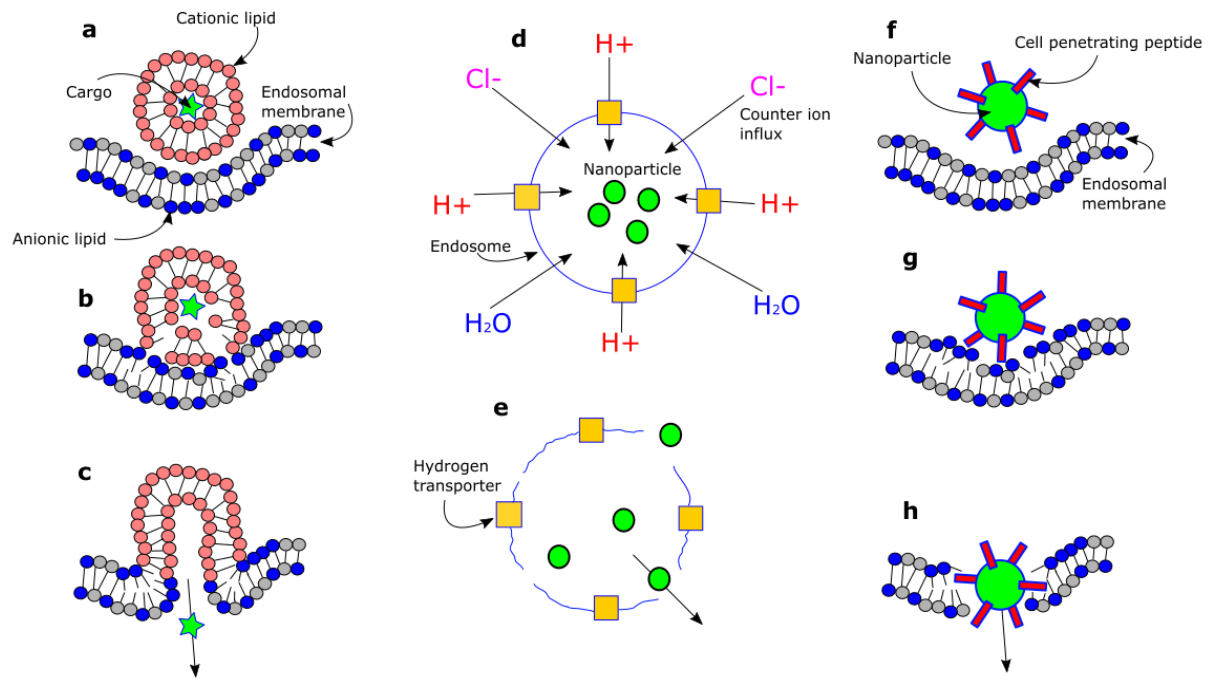 a
Cationic lipid
Cargo
Endosomal
membrane
Anionic lipid
b
c
d
H+
Cl-
Cl-
Counter ion
influx
Nanoparticle
H+
H+
Endosome
H₂O
H₂O
H+
e
Hydrogen
transporter
f
Nanoparticle
Cell penetrating peptide
Endosomal
membrane
g
h